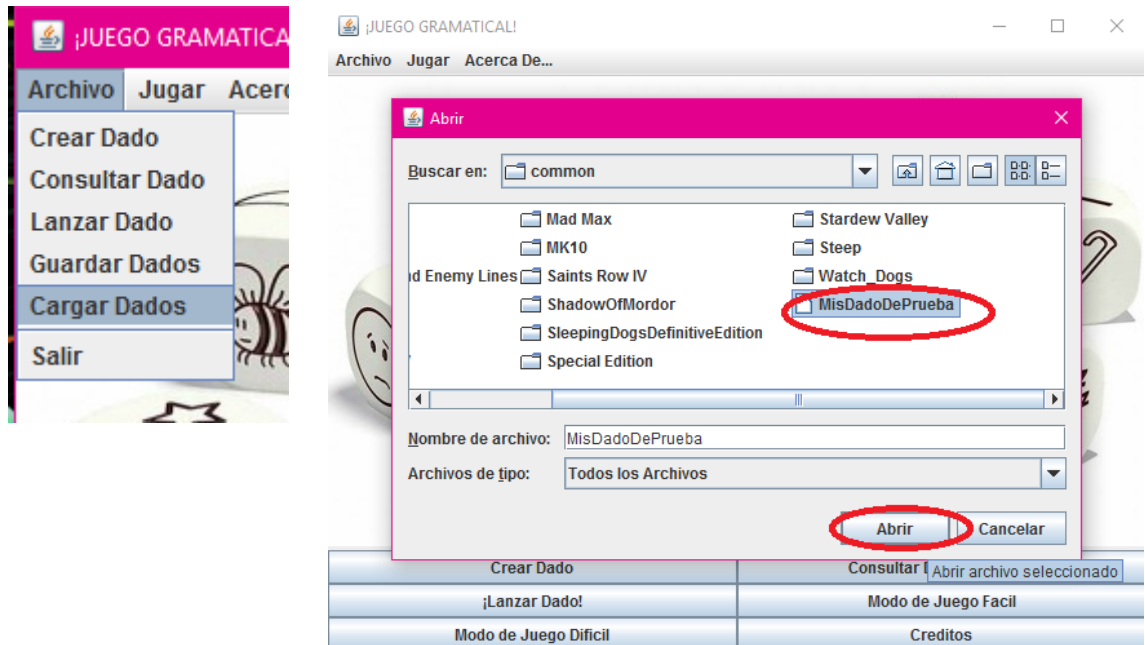 ¡JUEGO GRAMATICA
Archivo Jugar Acerc
Crear Dado
Consultar Dado
Lanzar Dado
Guardar Dados
Cargar Dados
Salir
¡JUEGO GRAMATICAL!
Archivo Jugar Acerca De...
Abrir
Buscar en: common
Mad Max Stardew Valley
MK10 Steep
d Enemy Lines Saints Row IV Watch_Dogs
ShadowOfMordor MisDadoDePrueba
SleepingDogsDefinitiveEdition
Special Edition
Nombre de archivo: MisDadoDePrueba
Archivos de tipo: Todos los Archivos
Abrir Cancelar
Crear Dado Consultar
Abrir archivo seleccionado
¡Lanzar Dado! Modo de Juego Facil
Modo de Juego Dificil Creditos